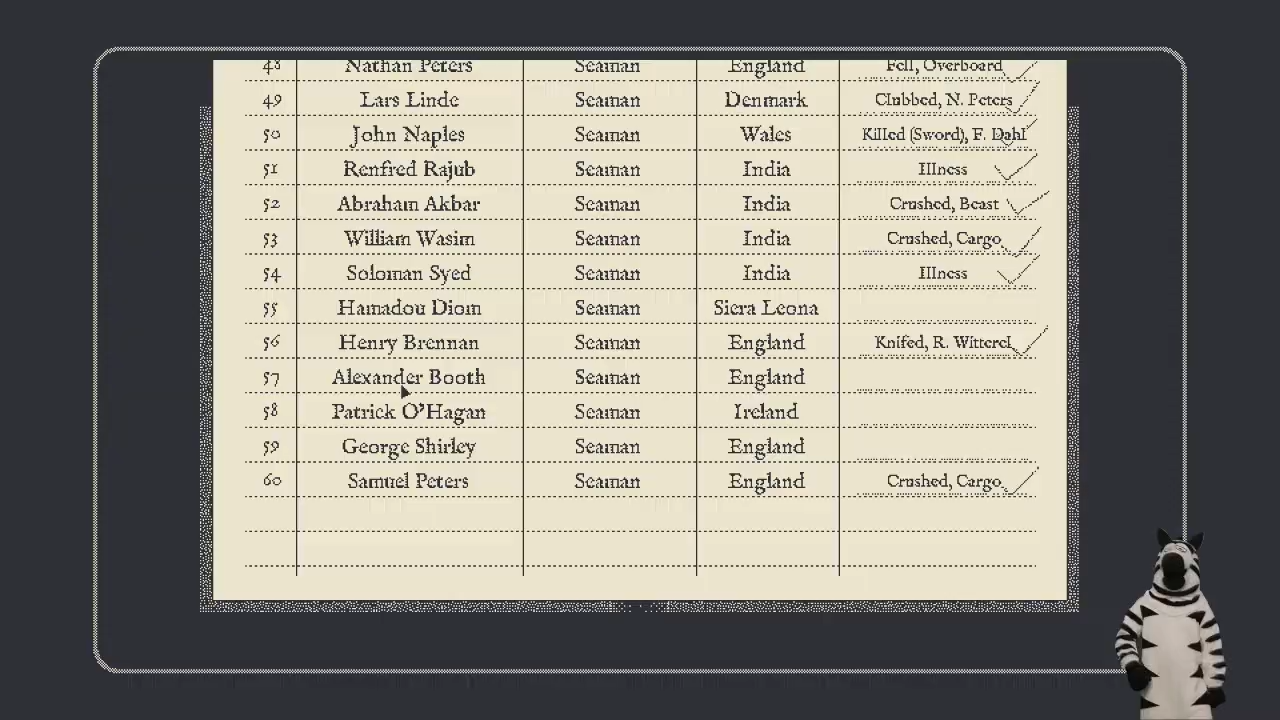 48 Nathan Peters Seaman England Fell, Overboard
49 Lars Linde Seaman Denmark Clubbed, N. Peters
50 John Naples Seaman Wales Killed (Sword), F. Dahl
51 Renfred Rajub Seaman India Illness
52 Abraham Akbar Seaman India Crushed, Beast
53 William Wasim Seaman India Crushed, Cargo
54 Soloman Syed Seaman India Illness
55 Hamadou Diom Seaman Siera Leona
56 Henry Brennan Seaman England Knifed, R. Witterel
57 Alexander Booth Seaman England
58 Patrick O'Hagan Seaman Ireland
59 George Shirley Seaman England
60 Samuel Peters Seaman England Crushed, Cargo